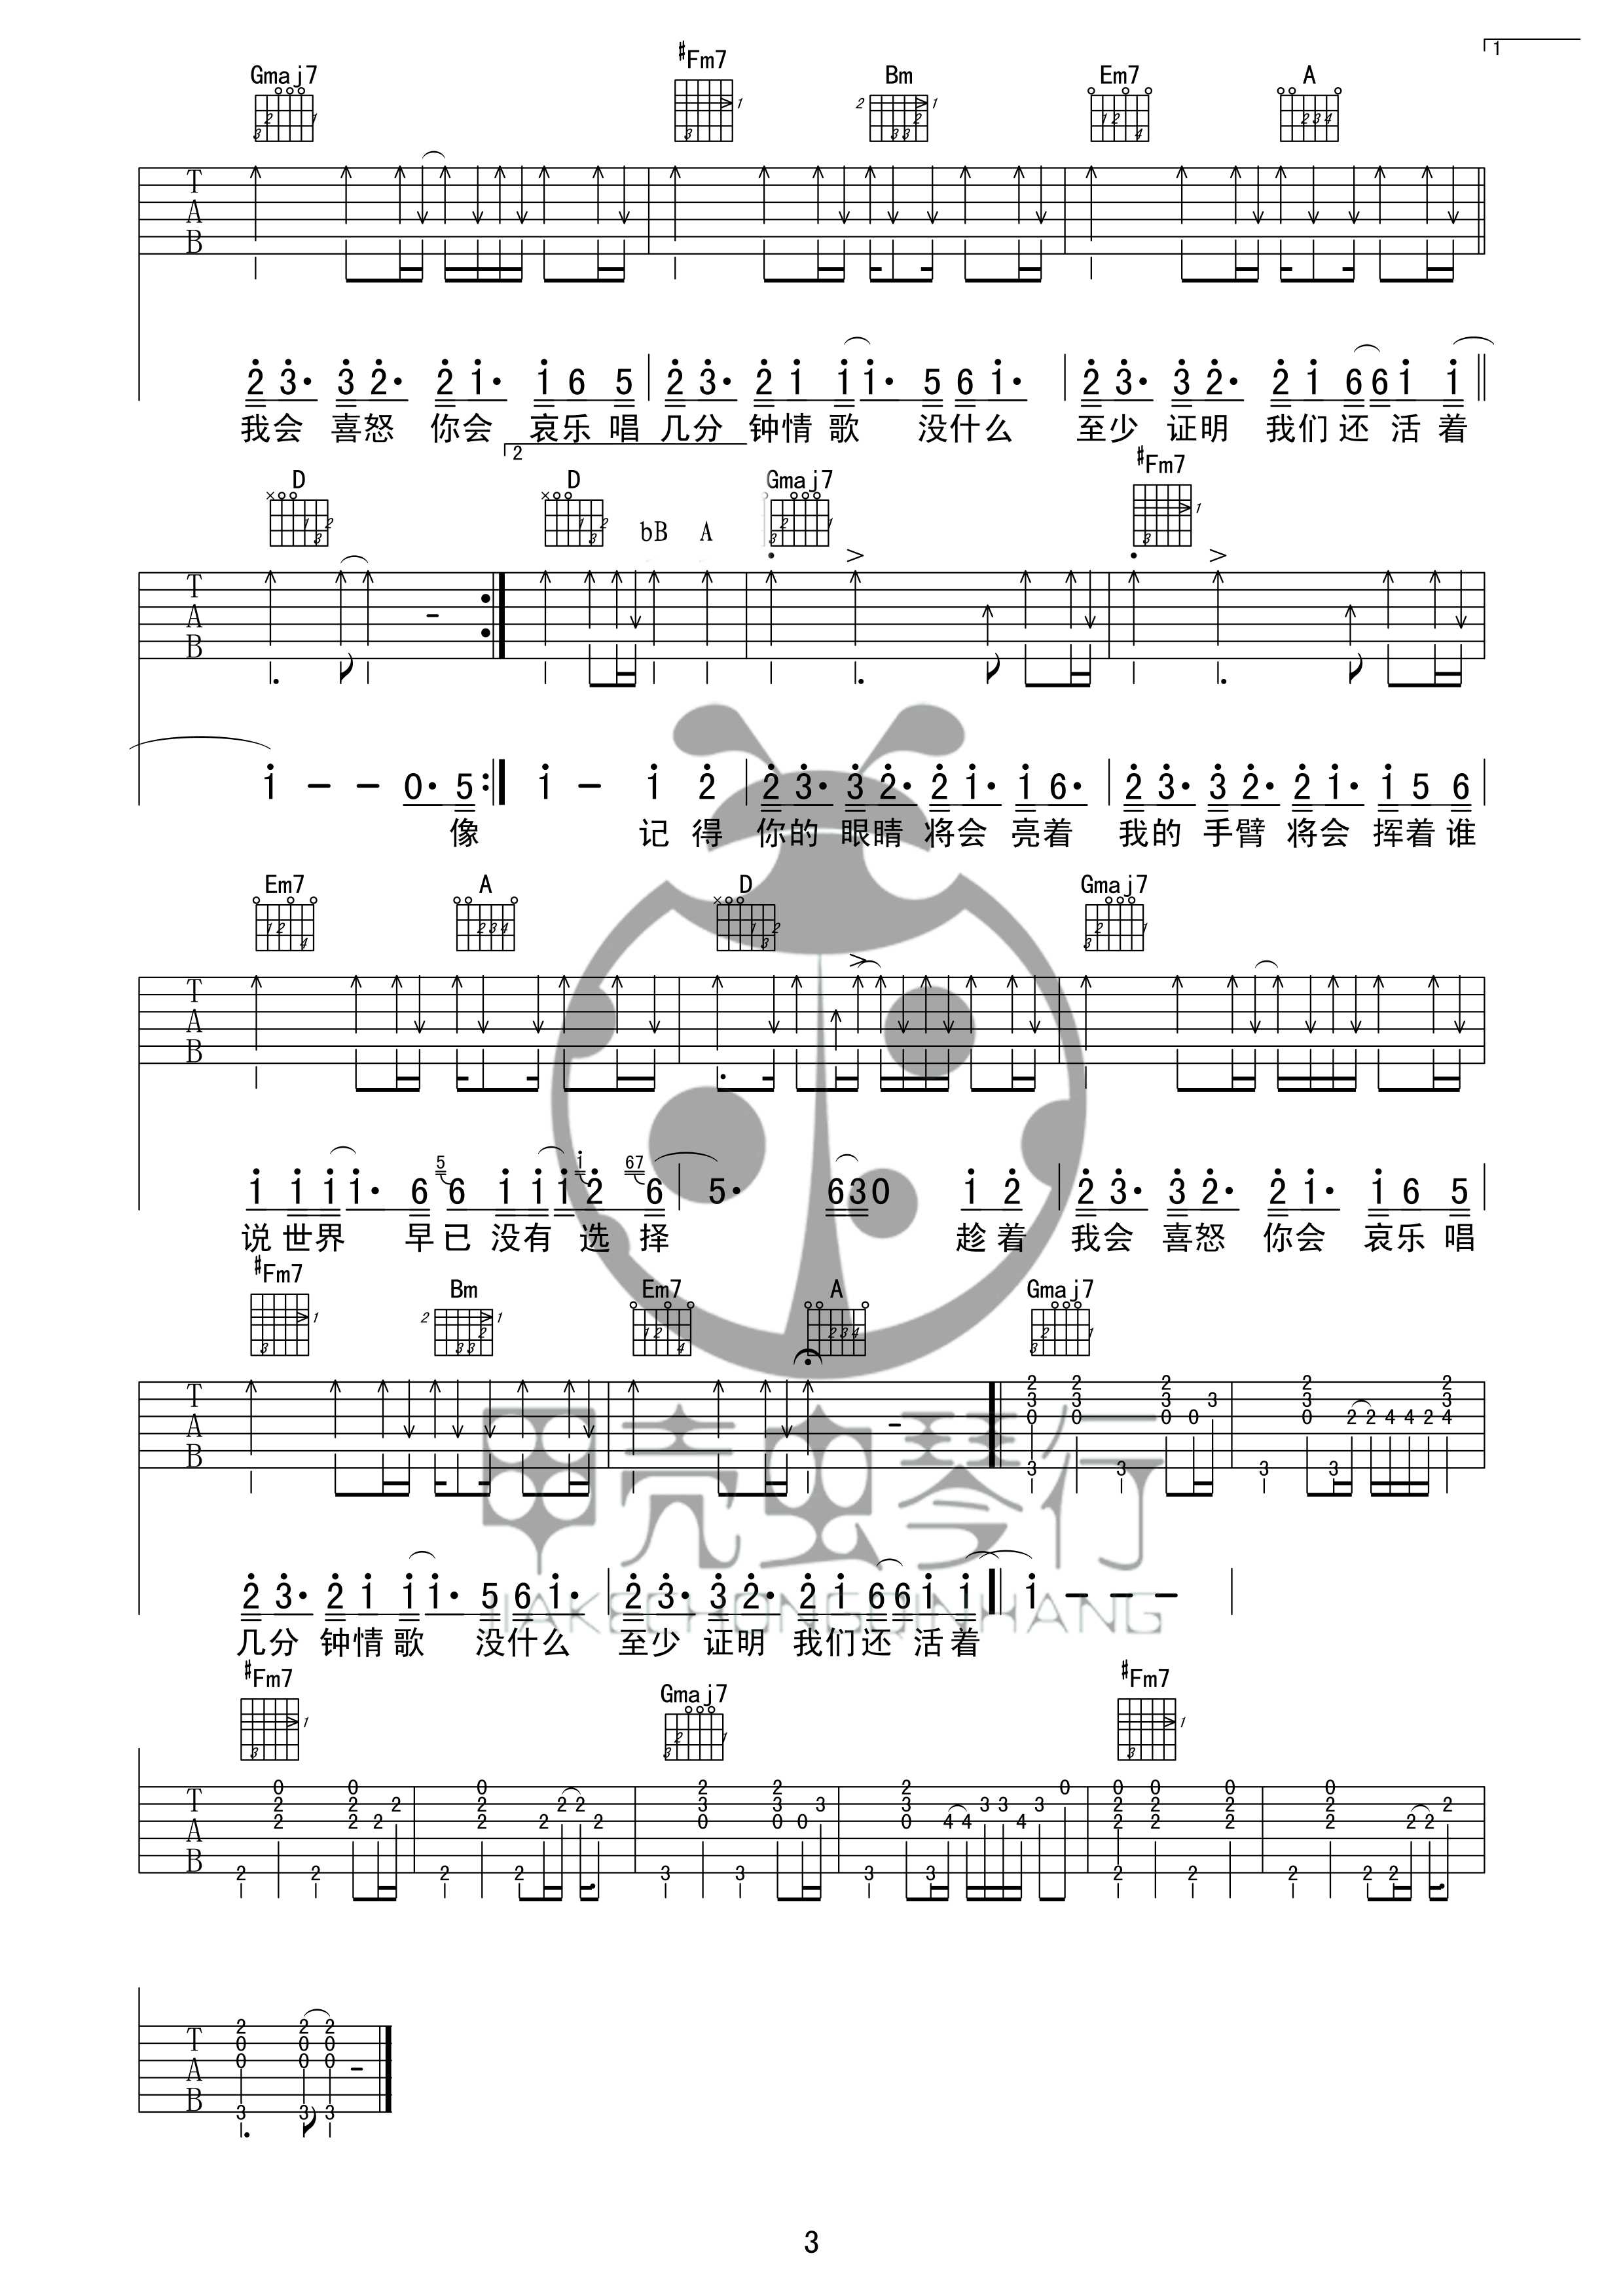 1
Gmaj7 #Fm7 Bm Em7 A
T A B
2 3· 3 2· 2 1· 1 6 5 | 2 3· 2 1 1 1· 5 6 1· | 2 3· 3 2· 2 1 6 6 1 1
我会 喜怒 你会 哀乐 唱 几分 钟情 歌 没什么 至少 证明 我们 还 活 着
2
D D bB A Gmaj7 #Fm7
T A B
1 - - 0· 5 :| 1 - 1 2 | 2 3· 3 2· 2 1· 1 6· | 2 3· 3 2· 2 1· 1 5 6
像 记 得 你的 眼睛 将会 亮着 我的 手臂 将会 挥着 谁
Em7 A D Gmaj7
T A B
1 1 1 1· 6 5 6 1 1 1 1 2 67 6 | 5· 6 3 0 1 2 | 2 3· 3 2· 2 1· 1 6 5
说 世界 早已 没有 选 择 趁着 我会 喜怒 你会 哀乐 唱
#Fm7 Bm Em7 A Gmaj7
T A B
甲壳虫琴行
JIAKECHONGQINHANG
2 3· 2 1 1 1· 5 6 1· | 2 3· 3 2· 2 1 6 6 1 1 | 1 - - -
几分 钟情 歌 没什么 至少 证明 我们 还 活着
#Fm7 Gmaj7 #Fm7
T A B
T A B
3